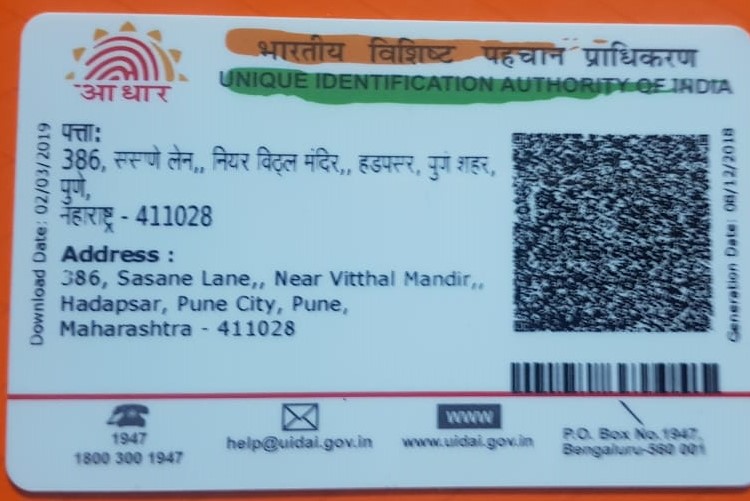 भारतीय विशिष्ट पहचान प्राधिकरण
UNIQUE IDENTIFICATION AUTHORITY OF INDIA
आधार
पत्ता:
386, ससाणे लेन,, नियर विठ्ल मंदिर,, हडपसर, पुणे शहर,
पुणे,
महाराष्ट्र - 411028
Address :
386, Sasane Lane,, Near Vitthal Mandir,,
Hadapsar, Pune City, Pune,
Maharashtra - 411028
Download Date: 02/03/2019
Generation Date: 08/12/2018
1947
1800 300 1947
help@uidai.gov.in
www
www.uidai.gov.in
P.O. Box No.1947,
Bengaluru-560 001